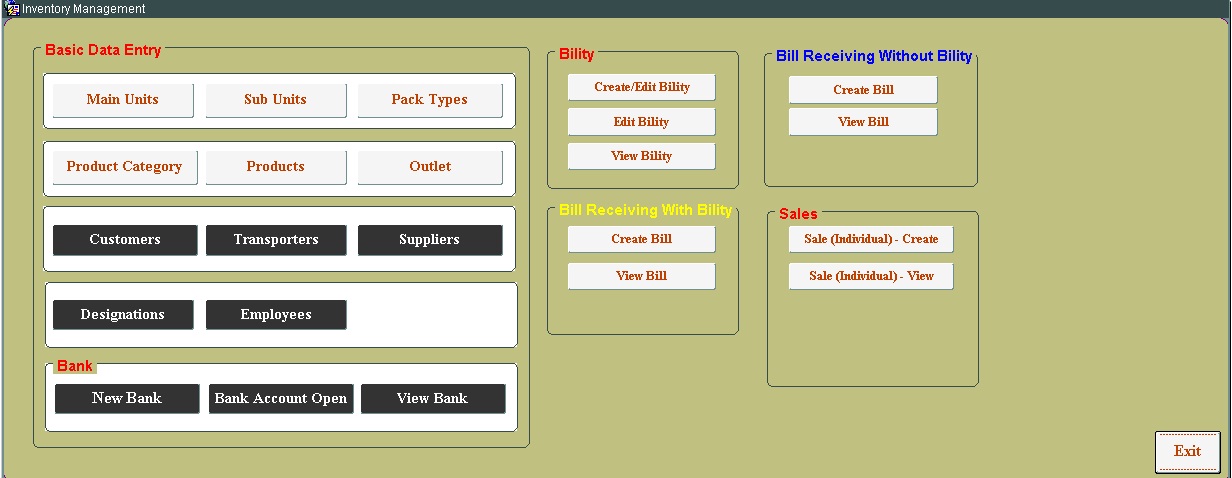 Inventory Management
Basic Data Entry
Main Units Sub Units Pack Types
Product Category Products Outlet
Customers Transporters Suppliers
Designations Employees
Bank
New Bank Bank Account Open View Bank
Bility
Create/Edit Bility
Edit Bility
View Bility
Bill Receiving With Bility
Create Bill
View Bill
Bill Receiving Without Bility
Create Bill
View Bill
Sales
Sale (Individual) - Create
Sale (Individual) - View
Exit